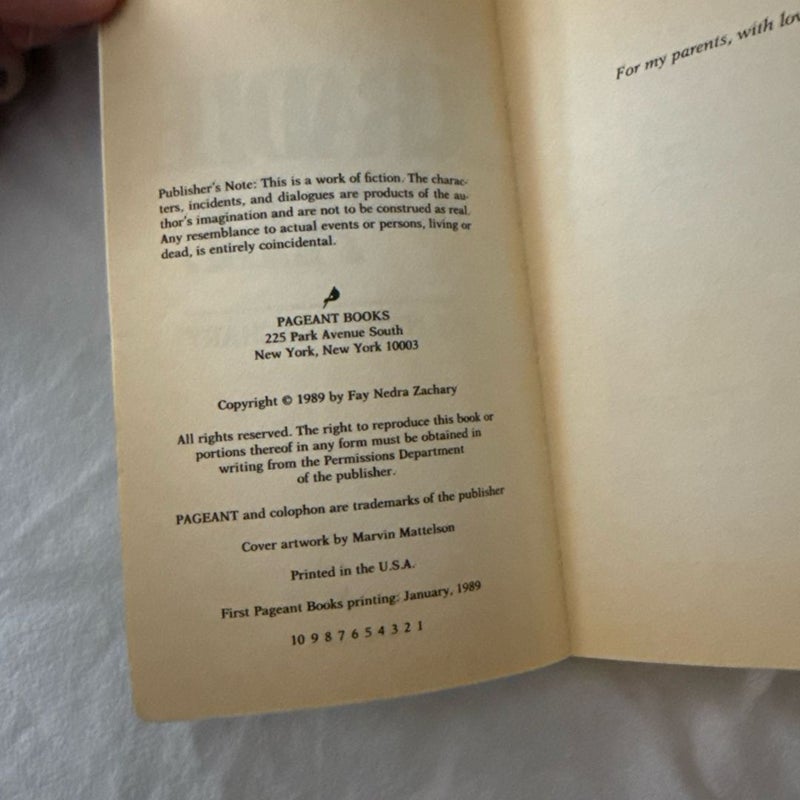 Publisher's Note: This is a work of fiction. The charac-
ters, incidents, and dialogues are products of the au-
thor's imagination and are not to be construed as real.
Any resemblance to actual events or persons, living or
dead, is entirely coincidental.
PAGEANT BOOKS
225 Park Avenue South
New York, New York 10003
Copyright © 1989 by Fay Nedra Zachary
All rights reserved. The right to reproduce this book or
portions thereof in any form must be obtained in
writing from the Permissions Department
of the publisher.
PAGEANT and colophon are trademarks of the publisher
Cover artwork by Marvin Mattelson
Printed in the U.S.A.
First Pageant Books printing: January, 1989
10 9 8 7 6 5 4 3 2 1
For my parents, with